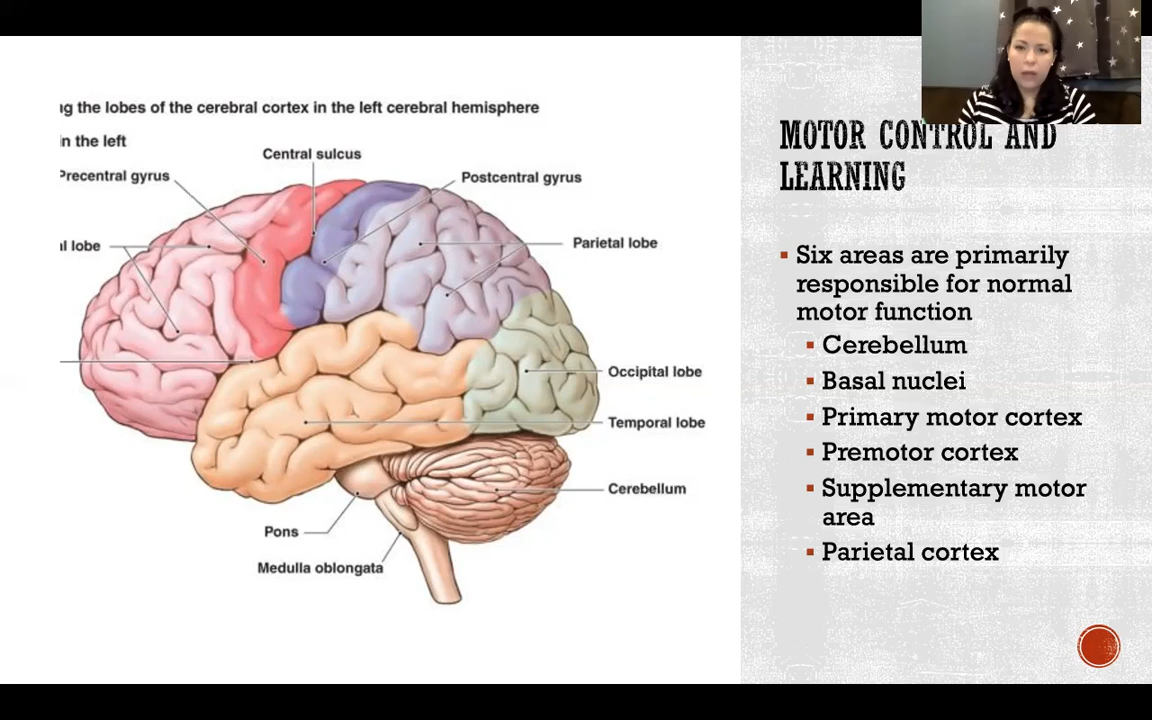 the lobes of the cerebral cortex in the left cerebral hemisphere
in the left
Central sulcus
Precentral gyrus
Postcentral gyrus
lobe
Parietal lobe
Occipital lobe
Temporal lobe
Cerebellum
Pons
Medulla oblongata
MOTOR CONTROL AND
LEARNING
Six areas are primarily
responsible for normal
motor function
Cerebellum
Basal nuclei
Primary motor cortex
Premotor cortex
Supplementary motor
area
Parietal cortex